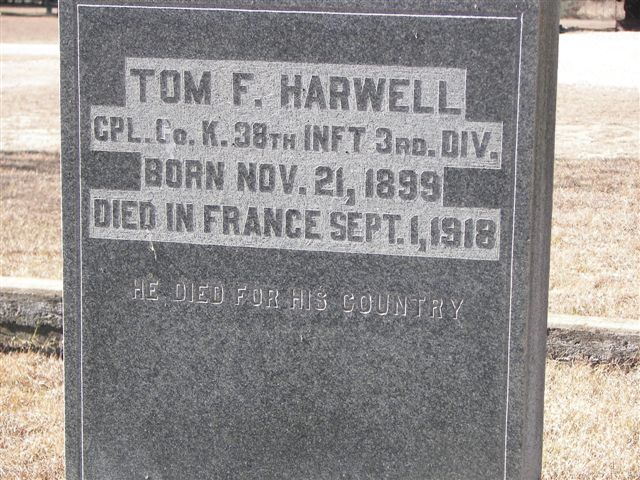 TOM F. HARWELL
CPL. CO. K. 38TH INF.T 3RD. DIV.
BORN NOV. 21, 1899
DIED IN FRANCE SEPT. 1, 1918
HE DIED FOR HIS COUNTRY